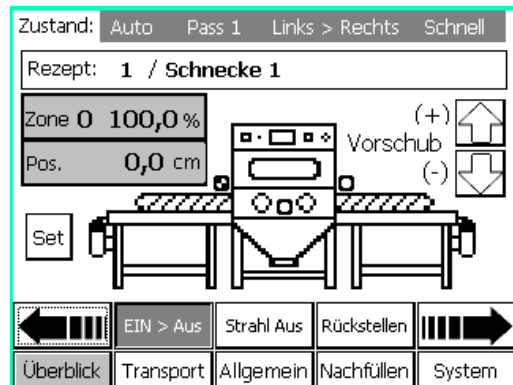 Zustand: Auto Pass 1 Links > Rechts Schnell
Rezept: 1 / Schnecke 1
Zone 0 100,0 %
Pos. 0,0 cm
(+)
Vorschub
(-)
Set
EIN > Aus Strahl Aus Rückstellen
Überblick Transport Allgemein Nachfüllen System